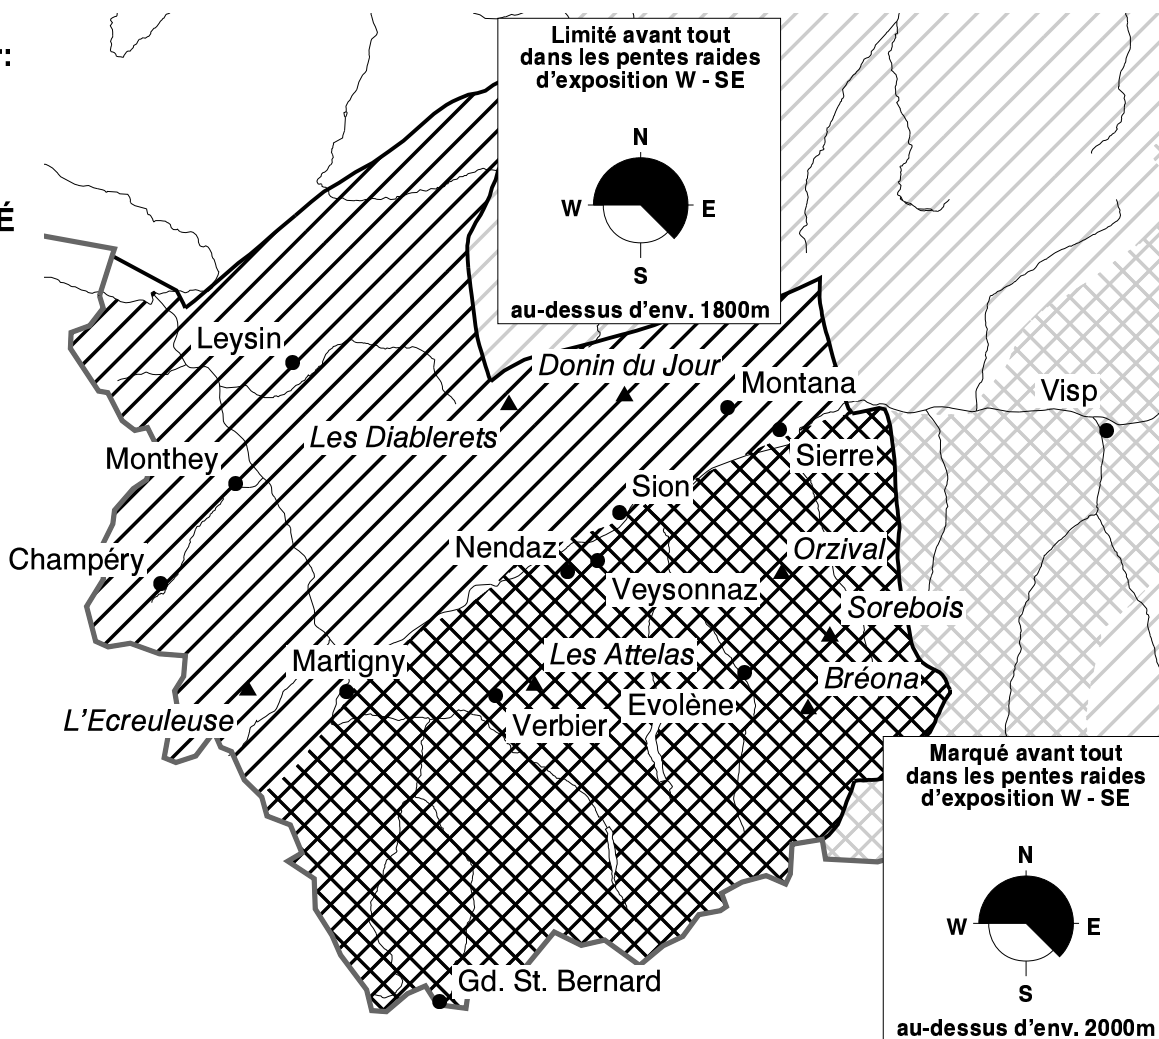 r:
É
Limité avant tout
dans les pentes raides
d'exposition W - SE
N
W
E
S
au-dessus d'env. 1800m
Leysin
Donin du Jour
Montana
Visp
Les Diablerets
Sierre
Monthey
Sion
Nendaz
Orzival
Champéry
Veysonnaz
Sorebois
Martigny
Les Attelas
Bréona
L'Ecreuleuse
Evolène
Verbier
Gd. St. Bernard
Marqué avant tout
dans les pentes raides
d'exposition W - SE
N
W
E
S
au-dessus d'env. 2000m